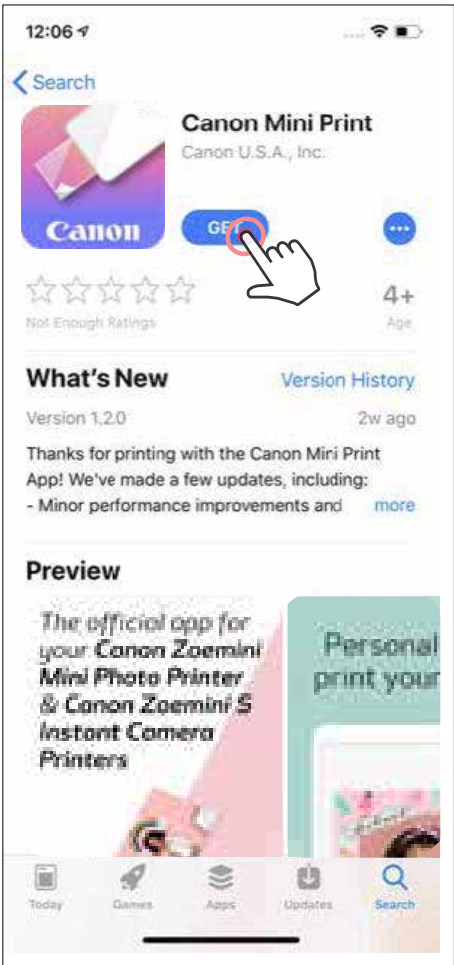 12:06
Search
Canon Mini Print
Canon U.S.A., Inc.
Canon
GET
Not Enough Ratings
4+
Age
What's New
Version History
Version 1.2.0
2w ago
Thanks for printing with the Canon Mini Print
App! We've made a few updates, including:
- Minor performance improvements and more
Preview
The official app for
your Canon Zoemini
Mini Photo Printer
& Canon Zoemini S
Instant Camera
Printers
Personal
print your
Today
Games
Apps
Updates
Search